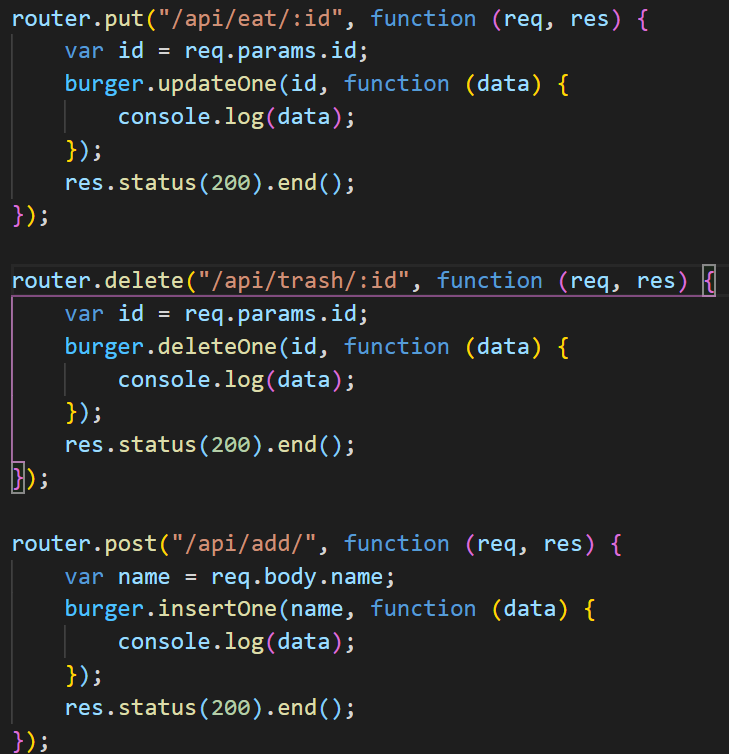 router.put("/api/eat/:id", function (req, res) {
    var id = req.params.id;
    burger.updateOne(id, function (data) {
        console.log(data);
    });
    res.status(200).end();
});

router.delete("/api/trash/:id", function (req, res) {
    var id = req.params.id;
    burger.deleteOne(id, function (data) {
        console.log(data);
    });
    res.status(200).end();
});

router.post("/api/add/", function (req, res) {
    var name = req.body.name;
    burger.insertOne(name, function (data) {
        console.log(data);
    });
    res.status(200).end();
});